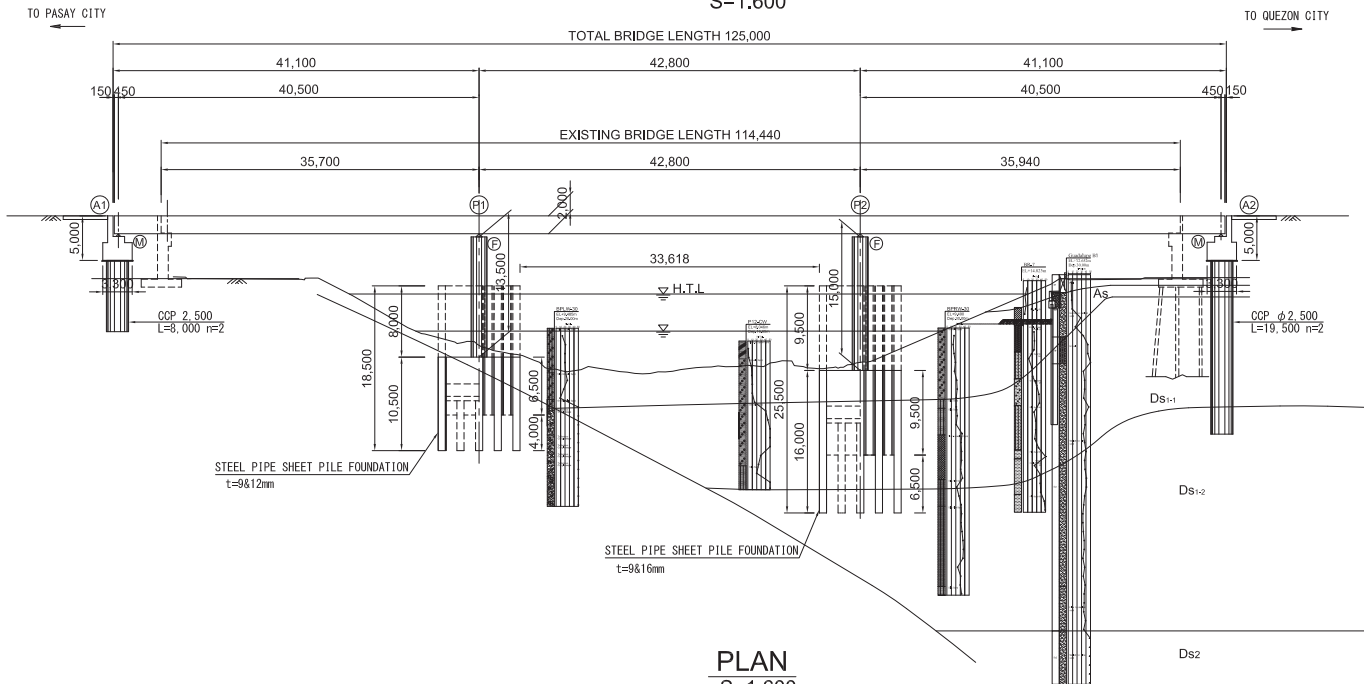 S=1:600
TO PASAY CITY
TO QUEZON CITY
TOTAL BRIDGE LENGTH 125,000
41,100
42,800
41,100
150 450
40,500
40,500
450 150
EXISTING BRIDGE LENGTH 114,440
35,700
42,800
35,940
A1
P1
2,000
P2
A2
5,000
M
F
F
M
5,000
13,500
33,618
15,000
H.T.L
3,300
3,300
As
CCP 2,500
L=8,000 n=2
CCP φ2,500
L=19,500 n=2
8,000
18,500
10,500
6,500
4,000
9,500
25,500
16,000
9,500
6,500
Ds1-1
STEEL PIPE SHEET PILE FOUNDATION
t=9&12mm
Ds1-2
STEEL PIPE SHEET PILE FOUNDATION
t=9&16mm
Ds2
PLAN